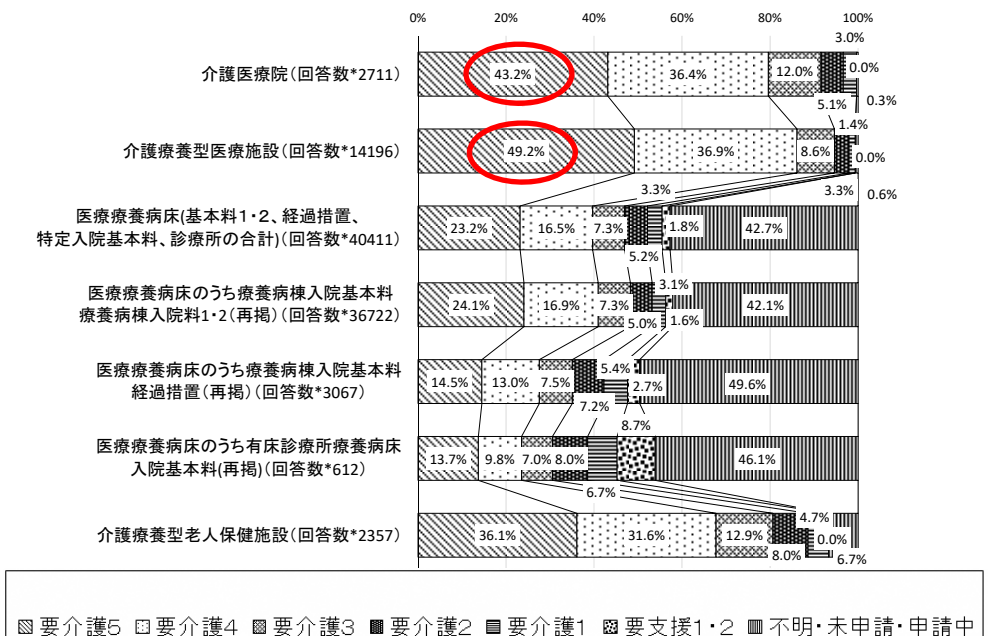 0% 20% 40% 60% 80% 100%
3.0%
介護医療院(回答数*2711) 43.2% 36.4% 12.0% 0.0%
5.1% 0.3%
1.4%
介護療養型医療施設(回答数*14196) 49.2% 36.9% 8.6% 0.0%
3.3% 3.3% 0.6%
医療療養病床(基本料1・2、経過措置、
特定入院基本料、診療所の合計)(回答数*40411) 23.2% 16.5% 7.3% 1.8% 42.7%
5.2%
3.1%
医療療養病床のうち療養病棟入院基本料
療養病棟入院料1・2(再掲)(回答数*36722) 24.1% 16.9% 7.3% 42.1%
5.0% 1.6%
医療療養病床のうち療養病棟入院基本料
経過措置(再掲)(回答数*3067) 14.5% 13.0% 7.5% 5.4% 2.7% 49.6%
7.2%
8.7%
医療療養病床のうち有床診療所療養病床
入院基本料(再掲)(回答数*612) 13.7% 9.8% 7.0% 8.0% 46.1%
6.7%
4.7%
介護療養型老人保健施設(回答数*2357) 36.1% 31.6% 12.9% 0.0%
8.0% 6.7%
要介護5 要介護4 要介護3 要介護2 要介護1 要支援1・2 不明・未申請・申請中